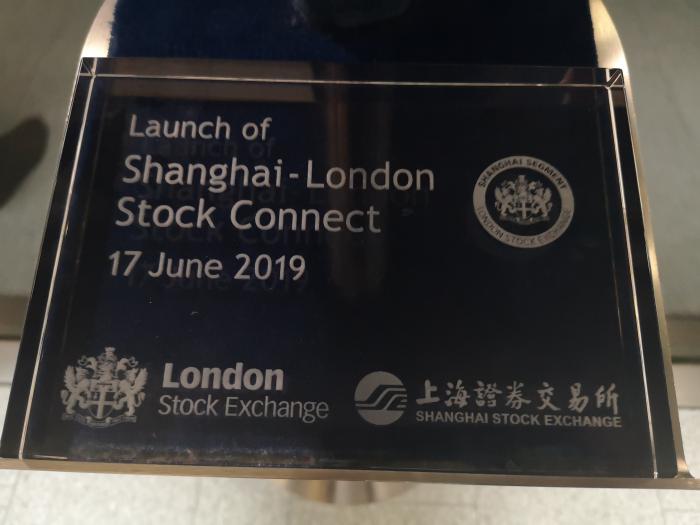 Launch of
Shanghai-London
Stock Connect
17 June 2019
SHANGHAI SEGMENT
LONDON STOCK EXCHANGE
London
Stock Exchange
上海證券交易所
SHANGHAI STOCK EXCHANGE